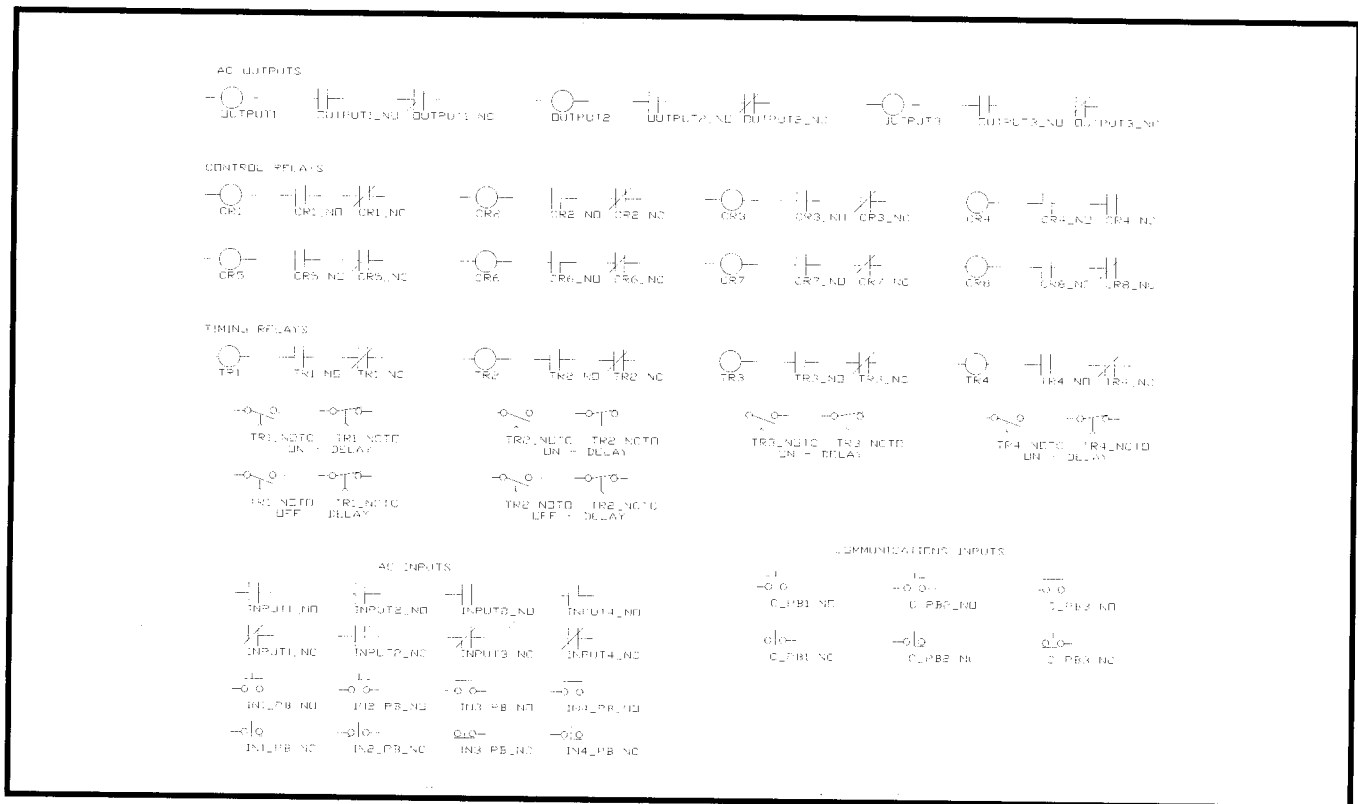 AC OUTPUTS
OUTPUT1 OUTPUT1_NO OUTPUT1_NC OUTPUT2 OUTPUT2_NO OUTPUT2_NC OUTPUT3 OUTPUT3_NO OUTPUT3_NC
CONTROL RELAYS
CR1 CR1_NO CR1_NC CR2 CR2_NO CR2_NC CR3 CR3_NO CR3_NC CR4 CR4_NO CR4_NC
CR5 CR5_NO CR5_NC CR6 CR6_NO CR6_NC CR7 CR7_NO CR7_NC CR8 CR8_NO CR8_NC
TIMING RELAYS
TR1 TR1_NO TR1_NC TR2 TR2_NO TR2_NC TR3 TR3_NO TR3_NC TR4 TR4_NO TR4_NC
TR1_NOTC TR1_NCTO TR2_NOTC TR2_NCTO TR3_NOTC TR3_NCTO TR4_NOTC TR4_NCTO
ON - DELAY ON - DELAY ON - DELAY ON - DELAY
TR1_NOTO TR1_NCTC TR2_NOTO TR2_NCTC
OFF - DELAY OFF - DELAY
COMMUNICATIONS INPUTS
AC INPUTS
INPUT1_NO INPUT2_NO INPUT3_NO INPUT4_NO C_PB1_NO C_PB2_NO C_PB3_NO
INPUT1_NC INPUT2_NC INPUT3_NC INPUT4_NC C_PB1_NC C_PB2_NC C_PB3_NC
IN1_PB_NO IN2_PB_NO IN3_PB_NO IN4_PB_NO
IN1_PB_NC IN2_PB_NC IN3_PB_NC IN4_PB_NC